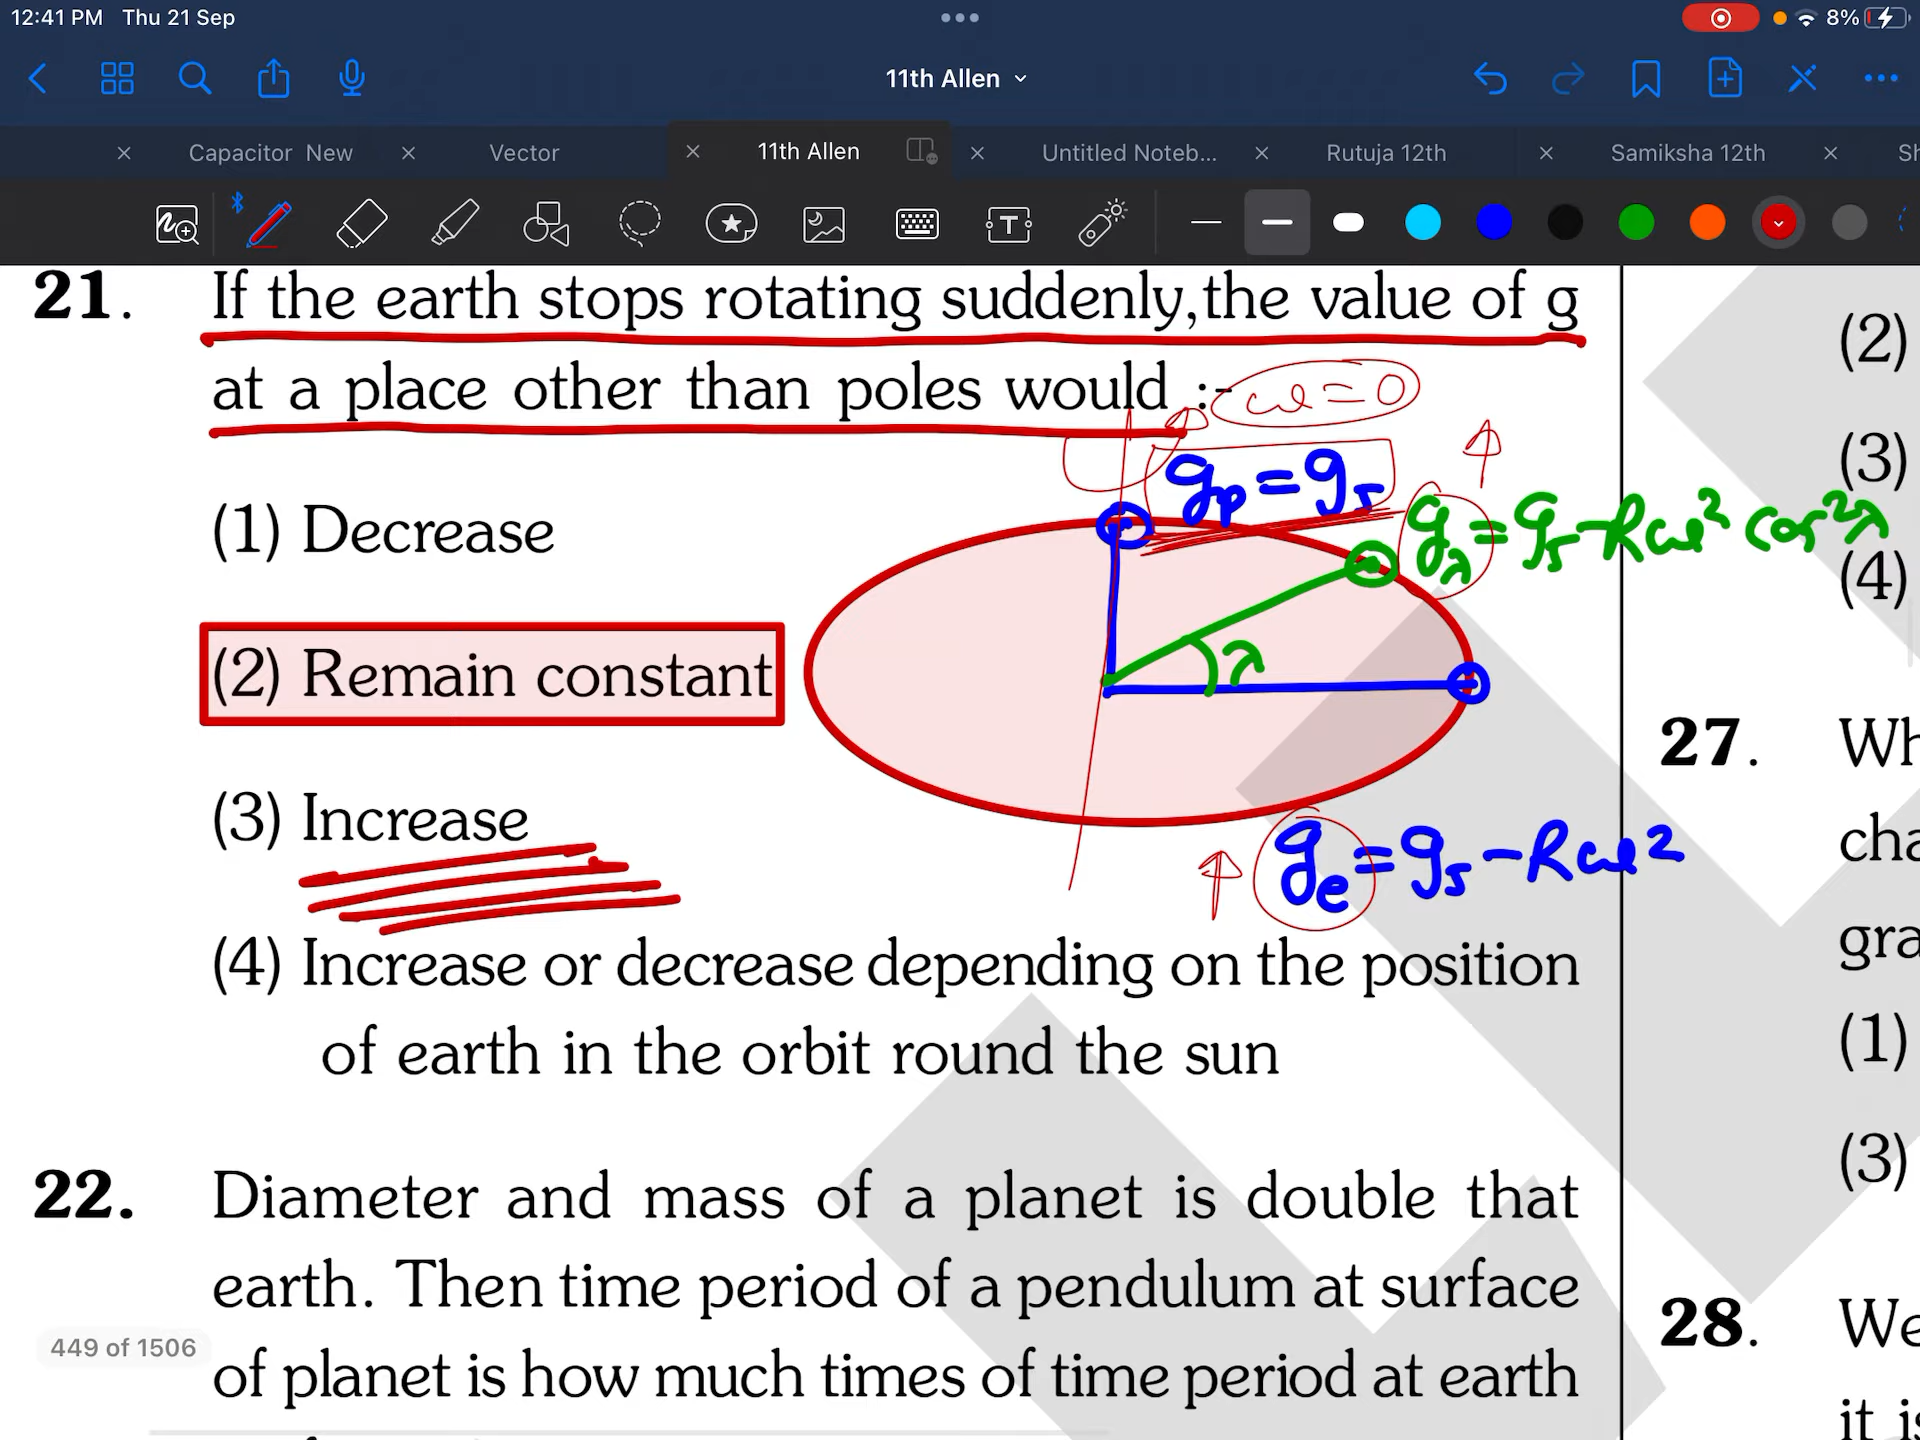 12:41 PM Thu 21 Sep
8%
11th Allen
Capacitor New
Vector
11th Allen
Untitled Noteb...
Rutuja 12th
Samiksha 12th
Sh
T
21. If the earth stops rotating suddenly,the value of g
at a place other than poles would :-
ω = 0
(1) Decrease
gp = gs
gλ = gs - Rω² cos²λ
(2) Remain constant
λ
(3) Increase
ge = gs - Rω²
(4) Increase or decrease depending on the position
of earth in the orbit round the sun
22. Diameter and mass of a planet is double that
earth. Then time period of a pendulum at surface
of planet is how much times of time period at earth
449 of 1506
(2)
(3)
(4)
27. Wh
cha
gra
(1)
(3)
28. We
it is